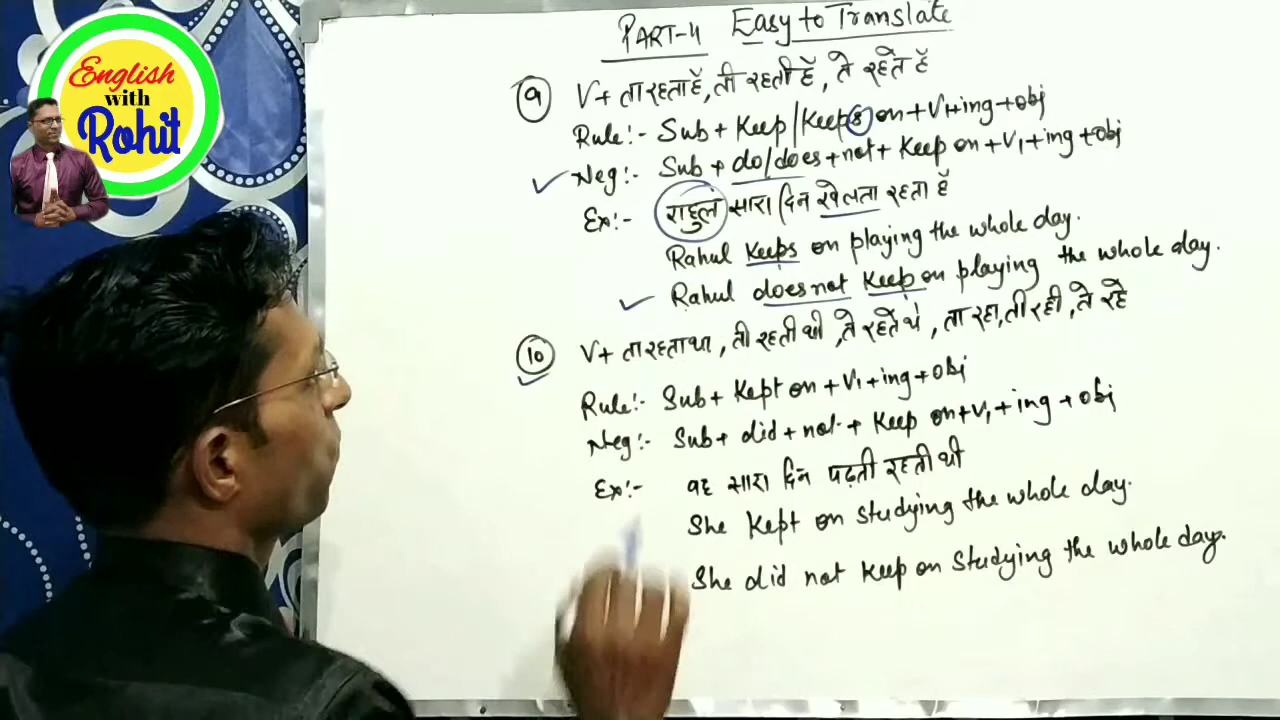 English
with
Rohit
PART-4 Easy to Translate
9 V+ ता रहता है, ती रहती है, ते रहते हैं
Rule:- Sub + Keep/Keeps on + V1+ing+obj
Neg:- Sub + do/does+not+ Keep on +V1+ing+obj
Ex:- राहुल सारा दिन खेलता रहता है
Rahul Keeps on playing the whole day.
Rahul does not Keep on playing the whole day.
10 V+ ता रहता था, ती रहती थी, ते रहते थे, ता रहा, ती रही, ते रहे
Rule:- Sub + Kept on +V1+ing+obj
Neg:- Sub + did + not + Keep on+V1+ing+obj
Ex:- वह सारा दिन पढ़ती रहती थी
She Kept on studying the whole day.
She did not Keep on studying the whole day.